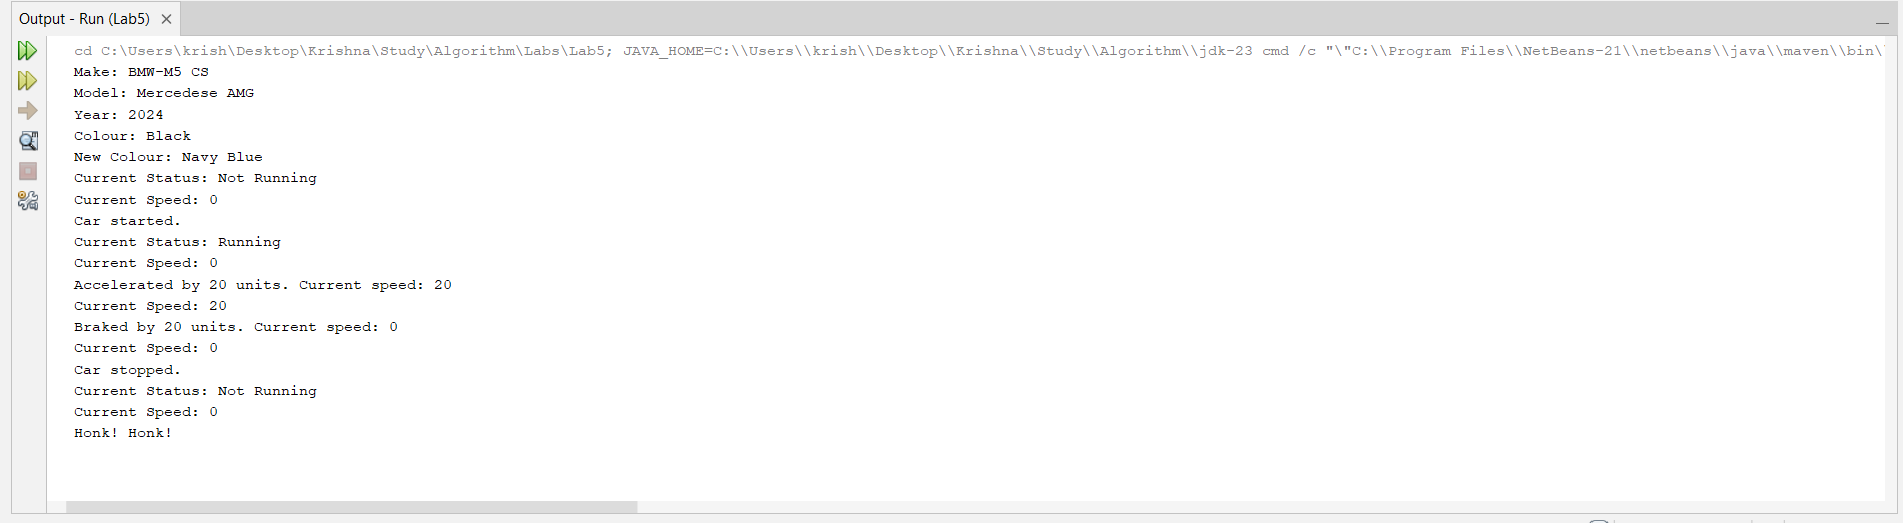 Output - Run (Lab5)
cd C:\Users\krish\Desktop\Krishna\Study\Algorithm\Labs\Lab5; JAVA_HOME=C:\\Users\\krish\\Desktop\\Krishna\\Study\\Algorithm\\jdk-23 cmd /c "\"C:\\Program Files\\NetBeans-21\\netbeans\\java\\maven\\bin\
Make: BMW-M5 CS
Model: Mercedese AMG
Year: 2024
Colour: Black
New Colour: Navy Blue
Current Status: Not Running
Current Speed: 0
Car started.
Current Status: Running
Current Speed: 0
Accelerated by 20 units. Current speed: 20
Current Speed: 20
Braked by 20 units. Current speed: 0
Current Speed: 0
Car stopped.
Current Status: Not Running
Current Speed: 0
Honk! Honk!